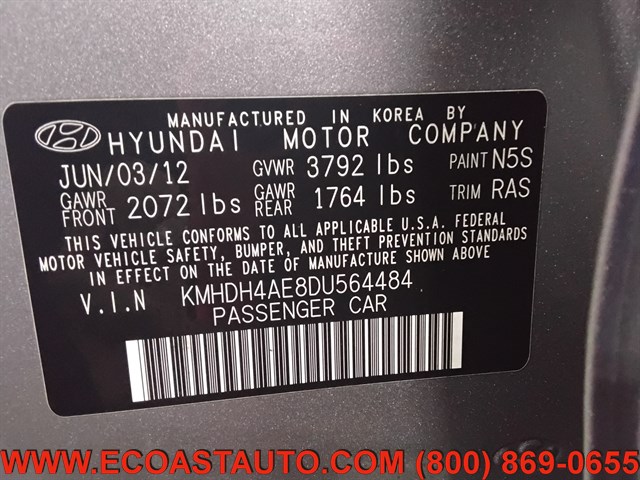 MANUFACTURED IN KOREA BY
HYUNDAI MOTOR COMPANY
JUN/03/12 GVWR 3792 lbs PAINT N5S
GAWR FRONT 2072 lbs GAWR REAR 1764 lbs TRIM RAS
THIS VEHICLE CONFORMS TO ALL APPLICABLE U.S.A. FEDERAL
MOTOR VEHICLE SAFETY, BUMPER, AND THEFT PREVENTION STANDARDS
IN EFFECT ON THE DATE OF MANUFACTURE SHOWN ABOVE
V.I.N KMHDH4AE8DU564484
PASSENGER CAR
WWW.ECOASTAUTO.COM (800) 869-0655